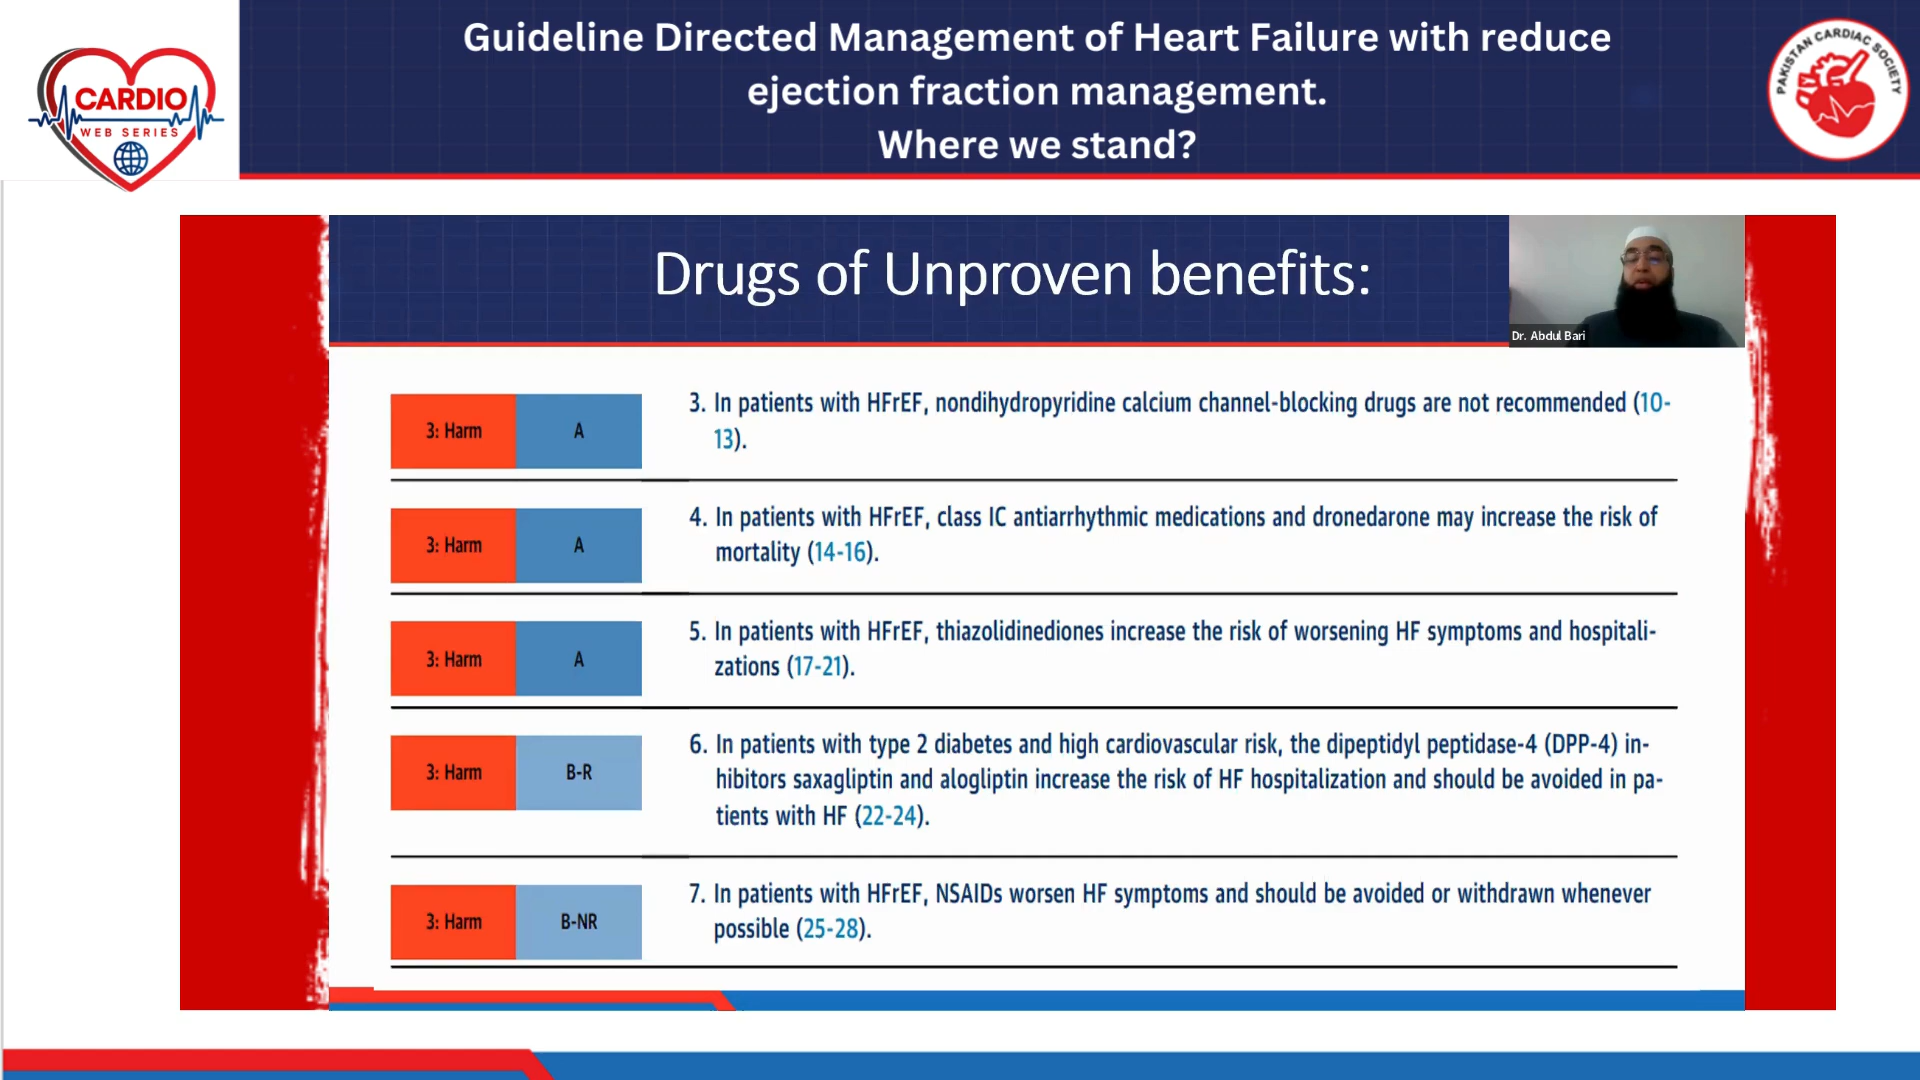 Guideline Directed Management of Heart Failure with reduce
ejection fraction management.
Where we stand?
CARDIO
WEB SERIES
PAKISTAN CARDIAC SOCIETY
Drugs of Unproven benefits:
Dr. Abdul Bari
3: Harm A 3. In patients with HFrEF, nondihydropyridine calcium channel-blocking drugs are not recommended (10-
13).
3: Harm A 4. In patients with HFrEF, class IC antiarrhythmic medications and dronedarone may increase the risk of
mortality (14-16).
3: Harm A 5. In patients with HFrEF, thiazolidinediones increase the risk of worsening HF symptoms and hospitali-
zations (17-21).
3: Harm B-R 6. In patients with type 2 diabetes and high cardiovascular risk, the dipeptidyl peptidase-4 (DPP-4) in-
hibitors saxagliptin and alogliptin increase the risk of HF hospitalization and should be avoided in pa-
tients with HF (22-24).
3: Harm B-NR 7. In patients with HFrEF, NSAIDs worsen HF symptoms and should be avoided or withdrawn whenever
possible (25-28).